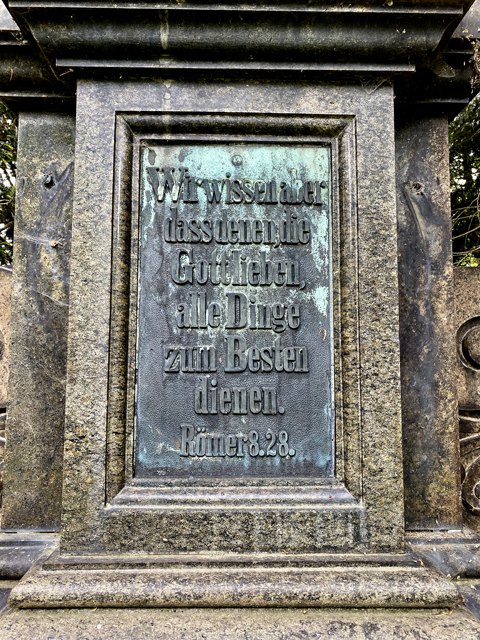 Wir wissen aber
dass denen, die
Gott lieben,
alle Dinge
zum Besten
dienen.
Römer 8.28.